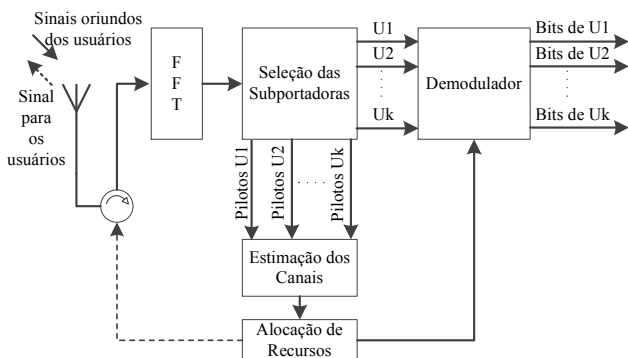 Sinais oriundos
dos usuários
Sinal
para
os
usuários
F
F
T
Seleção das
Subportadoras
U1
U2
Uk
Demodulador
Bits de U1
Bits de U2
Bits de Uk
Pilotos U1
Pilotos U2
Pilotos Uk
Estimação dos
Canais
Alocação de
Recursos